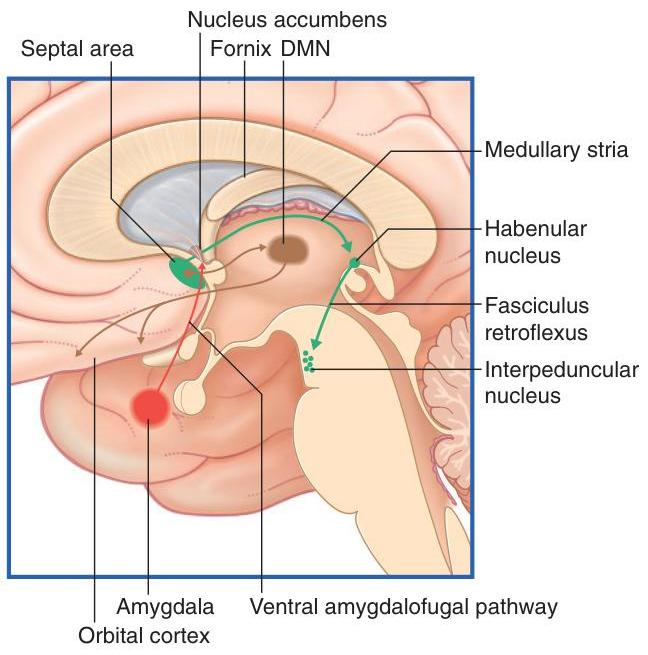 Nucleus accumbens
Septal area
Fornix DMN
Medullary stria
Habenular
nucleus
Fasciculus
retroflexus
Interpeduncular
nucleus
Amygdala
Ventral amygdalofugal pathway
Orbital cortex